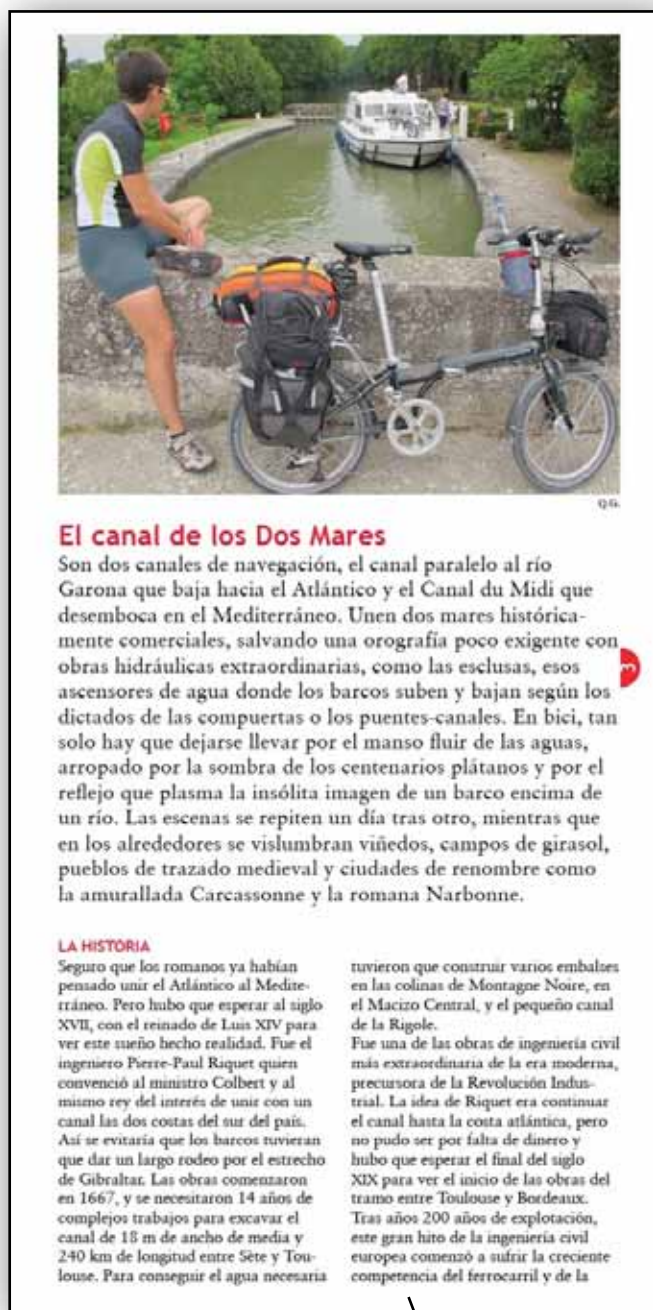 Q.G.
El canal de los Dos Mares
Son dos canales de navegación, el canal paralelo al río
Garona que baja hacia el Atlántico y el Canal du Midi que
desemboca en el Mediterráneo. Unen dos mares histórica-
mente comerciales, salvando una orografía poco exigente con
obras hidráulicas extraordinarias, como las esclusas, esos
ascensores de agua donde los barcos suben y bajan según los
dictados de las compuertas o los puentes-canales. En bici, tan
solo hay que dejarse llevar por el manso fluir de las aguas,
arropado por la sombra de los centenarios plátanos y por el
reflejo que plasma la insólita imagen de un barco encima de
un río. Las escenas se repiten un día tras otro, mientras que
en los alrededores se vislumbran viñedos, campos de girasol,
pueblos de trazado medieval y ciudades de renombre como
la amurallada Carcassonne y la romana Narbonne.
3
LA HISTORIA
Seguro que los romanos ya habían
pensado unir el Atlántico al Medite-
rráneo. Pero hubo que esperar al siglo
XVII, con el reinado de Luis XIV para
ver este sueño hecho realidad. Fue el
ingeniero Pierre-Paul Riquet quien
convenció al ministro Colbert y al
mismo rey del interés de unir con un
canal las dos costas del sur del país.
Así se evitaría que los barcos tuvieran
que dar un largo rodeo por el estrecho
de Gibraltar. Las obras comenzaron
en 1667, y se necesitaron 14 años de
complejos trabajos para excavar el
canal de 18 m de ancho de media y
240 km de longitud entre Sète y Tou-
louse. Para conseguir el agua necesaria
tuvieron que construir varios embalses
en las colinas de Montagne Noire, en
el Macizo Central, y el pequeño canal
de la Rigole.
Fue una de las obras de ingeniería civil
más extraordinaria de la era moderna,
precursora de la Revolución Indus-
trial. La idea de Riquet era continuar
el canal hasta la costa atlántica, pero
no pudo ser por falta de dinero y
hubo que esperar el final del siglo
XIX para ver el inicio de las obras del
tramo entre Toulouse y Bordeaux.
Tras años 200 años de explotación,
este gran hito de la ingeniería civil
europea comenzó a sufrir la creciente
competencia del ferrocarril y de la